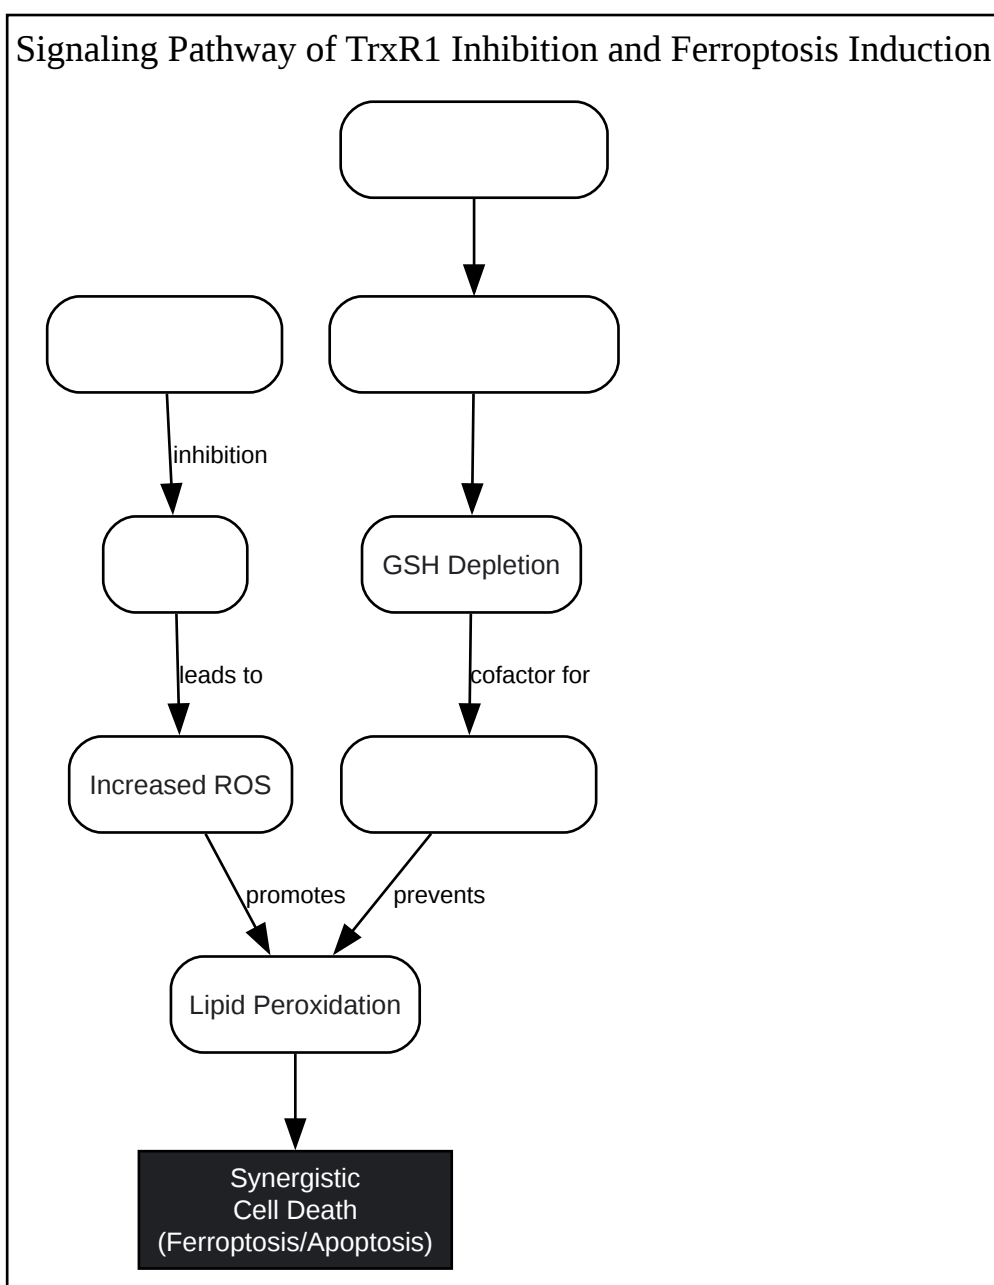 Signaling Pathway of TrxR1 Inhibition and Ferroptosis Induction
inhibition
GSH Depletion
leads to
cofactor for
Increased ROS
promotes
prevents
Lipid Peroxidation
Synergistic
Cell Death
(Ferroptosis/Apoptosis)